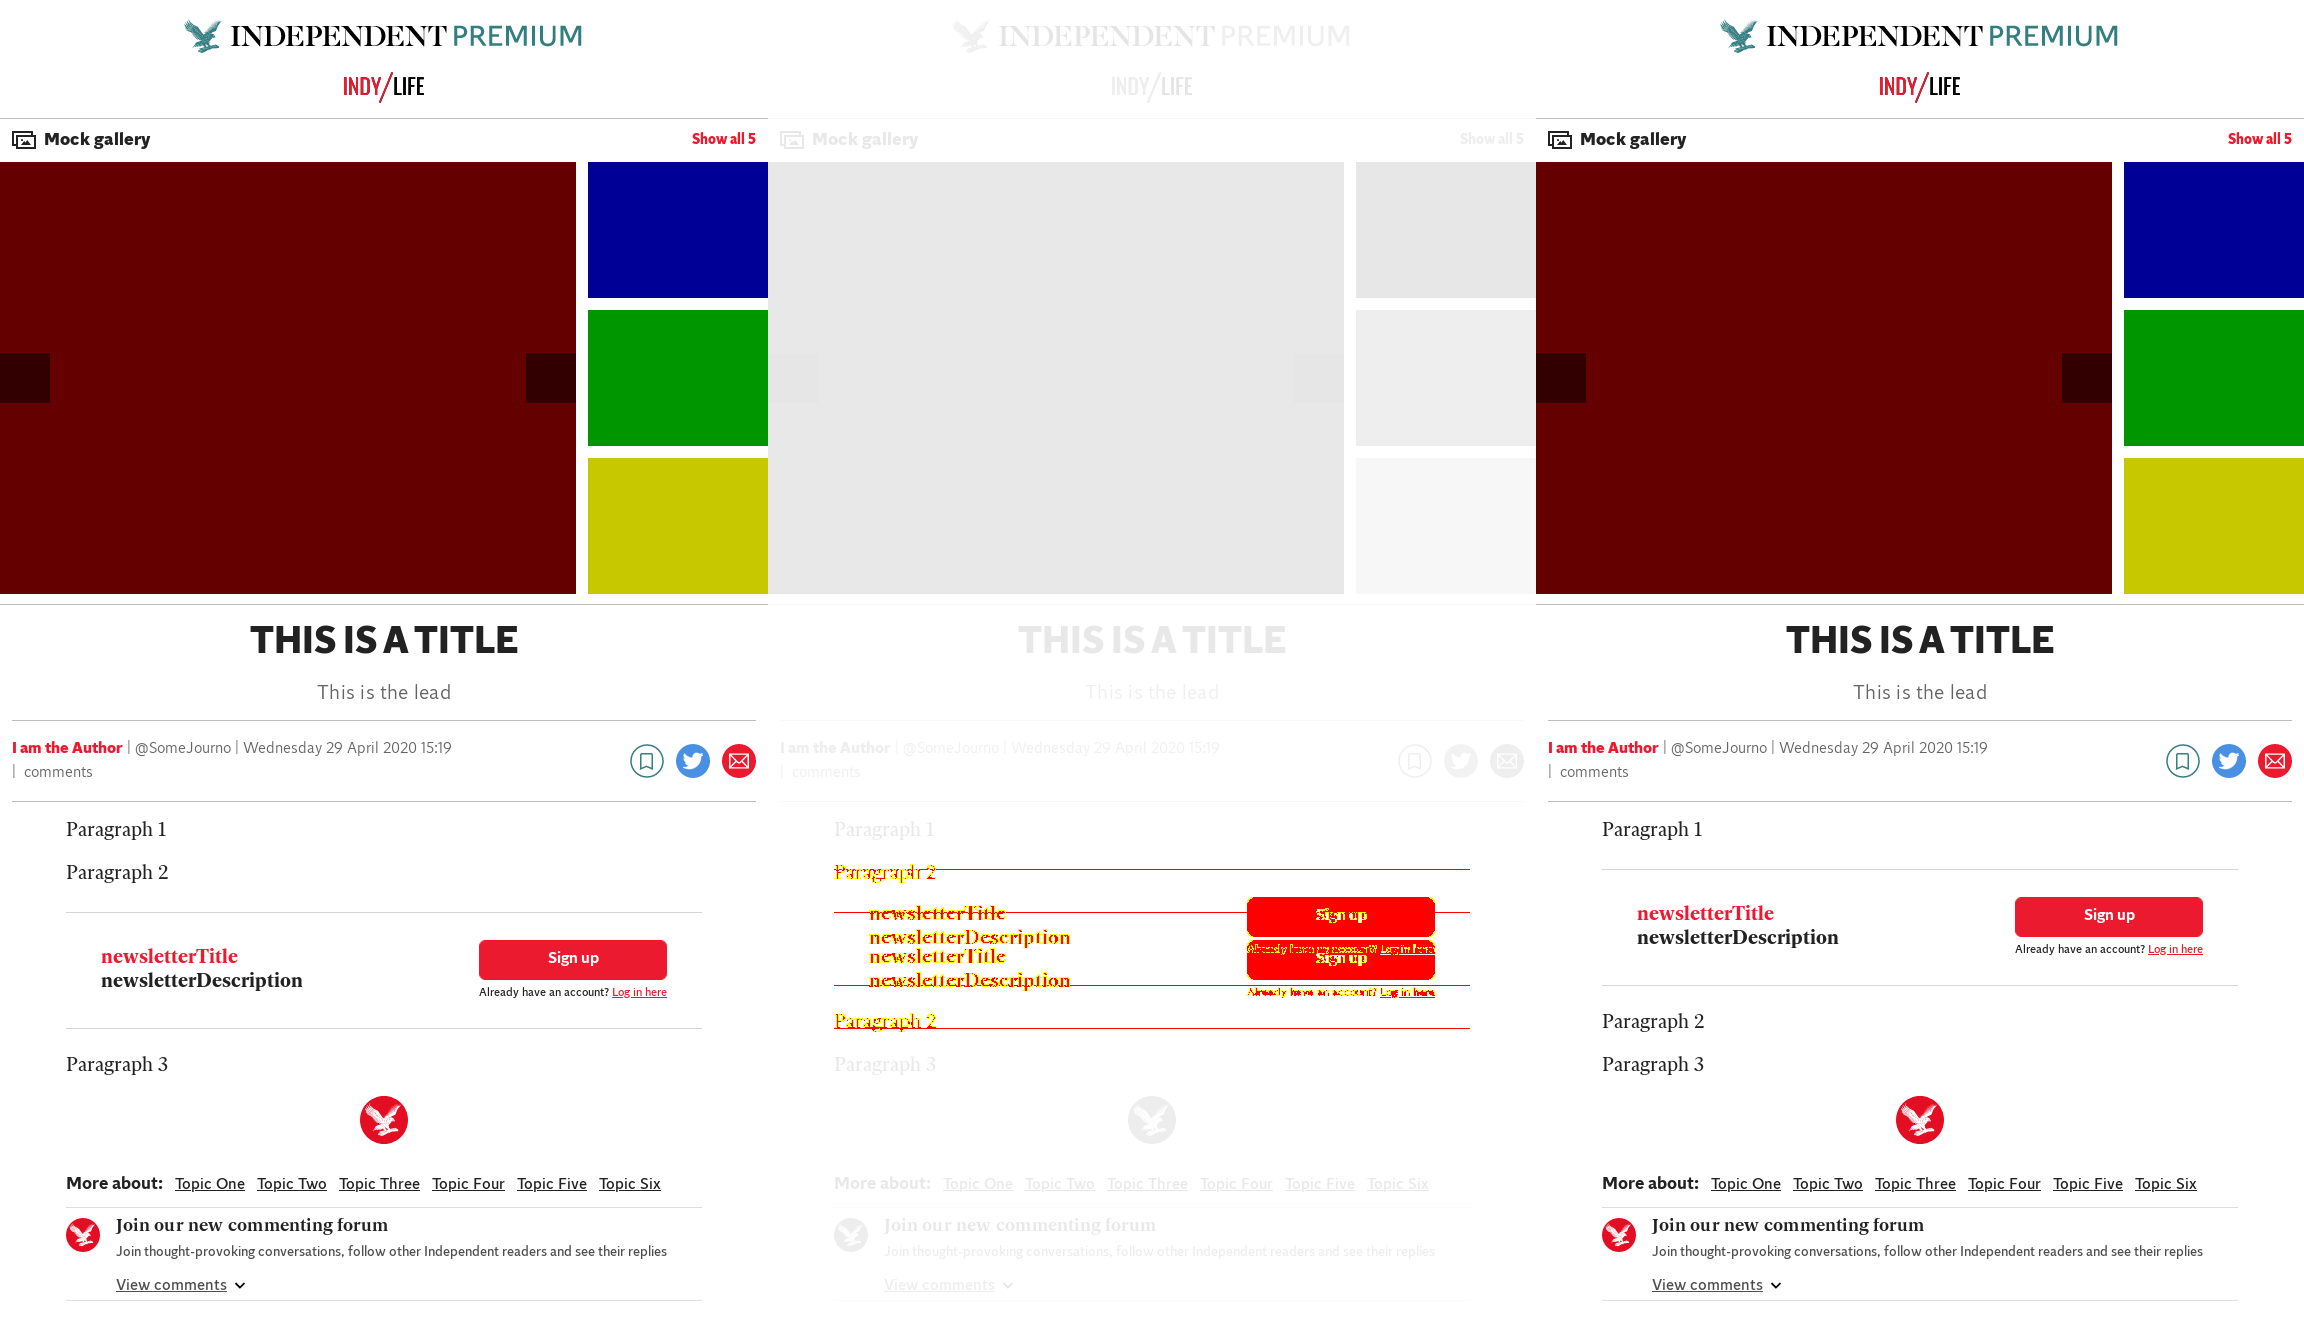 INDEPENDENT PREMIUM
INDY/LIFE
Mock gallery
Show all 5
THIS IS A TITLE
This is the lead
I am the Author | @SomeJourno | Wednesday 29 April 2020 15:19
| comments
Paragraph 1
Paragraph 2
newsletterTitle
newsletterDescription
Sign up
Already have an account? Log in here
Paragraph 3
More about: Topic One Topic Two Topic Three Topic Four Topic Five Topic Six
Join our new commenting forum
Join thought-provoking conversations, follow other Independent readers and see their replies
View comments
INDEPENDENT PREMIUM
INDY/LIFE
Mock gallery
Show all 5
THIS IS A TITLE
This is the lead
I am the Author | @SomeJourno | Wednesday 29 April 2020 15:19
| comments
Paragraph 1
Paragraph 2
newsletterTitle
newsletterDescription
Sign up
Already have an account? Log in here
newsletterTitle
newsletterDescription
Sign up
Already have an account? Log in here
Paragraph 2
Paragraph 3
More about: Topic One Topic Two Topic Three Topic Four Topic Five Topic Six
Join our new commenting forum
Join thought-provoking conversations, follow other Independent readers and see their replies
View comments
INDEPENDENT PREMIUM
INDY/LIFE
Mock gallery
Show all 5
THIS IS A TITLE
This is the lead
I am the Author | @SomeJourno | Wednesday 29 April 2020 15:19
| comments
Paragraph 1
newsletterTitle
newsletterDescription
Sign up
Already have an account? Log in here
Paragraph 2
Paragraph 3
More about: Topic One Topic Two Topic Three Topic Four Topic Five Topic Six
Join our new commenting forum
Join thought-provoking conversations, follow other Independent readers and see their replies
View comments